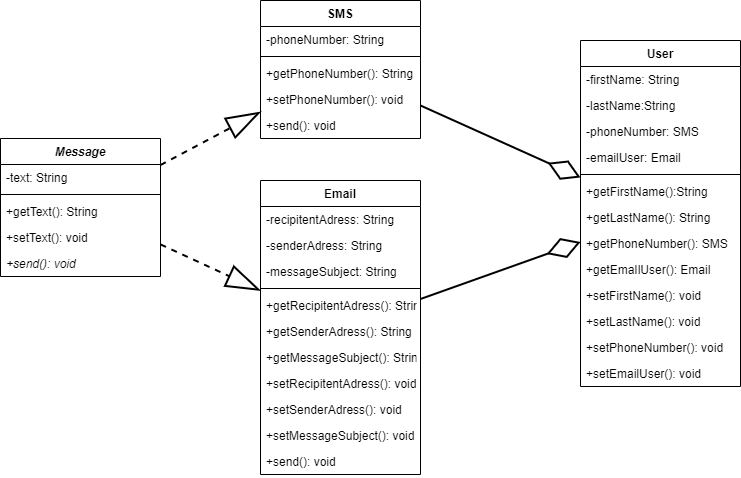 Message
-text: String
+getText(): String
+setText(): void
+send(): void
SMS
-phoneNumber: String
+getPhoneNumber(): String
+setPhoneNumber(): void
+send(): void
Email
-recipitentAdress: String
-senderAdress: String
-messageSubject: String
+getRecipitentAdress(): Strin
+getSenderAdress(): String
+getMessageSubject(): Strin
+setRecipitentAdress(): void
+setSenderAdress(): void
+setMessageSubject(): void
+send(): void
User
-firstName: String
-lastName:String
-phoneNumber: SMS
-emailUser: Email
+getFirstName():String
+getLastName(): String
+getPhoneNumber(): SMS
+getEmailUser(): Email
+setFirstName(): void
+setLastName(): void
+setPhoneNumber(): void
+setEmailUser(): void